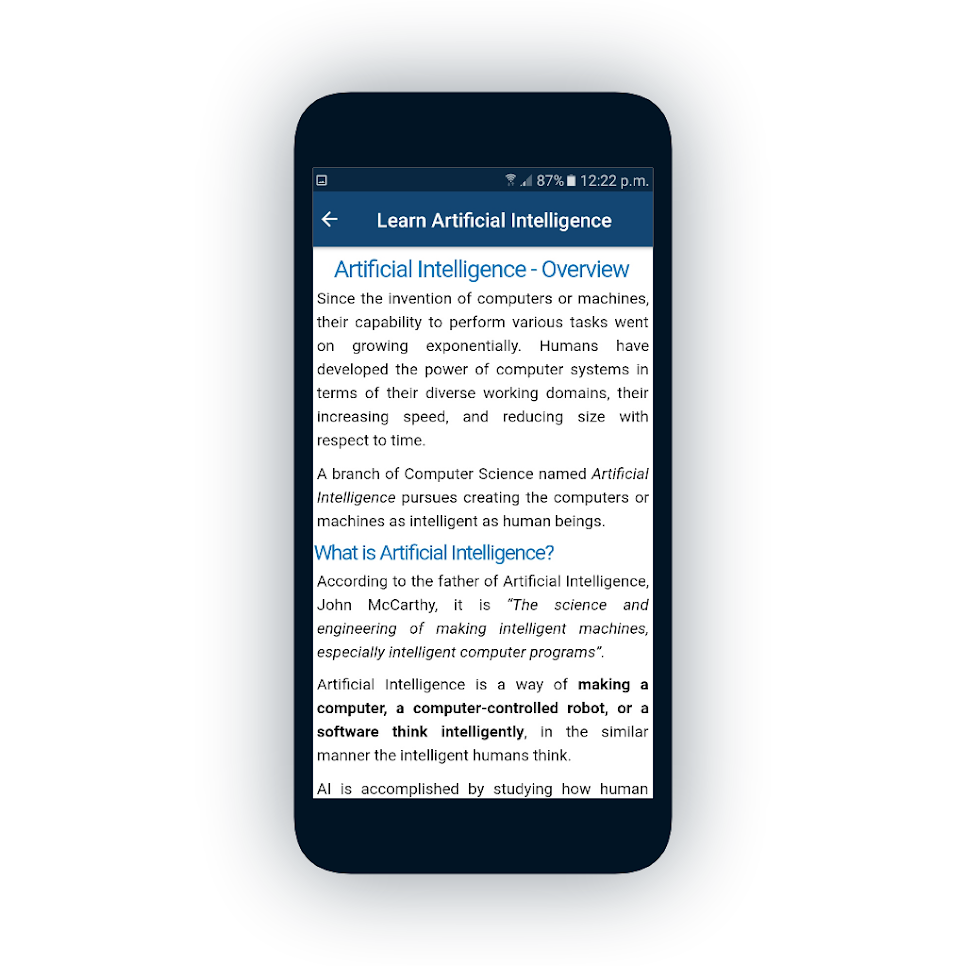 87% 12:22 p.m.
Learn Artificial Intelligence
Artificial Intelligence - Overview
Since the invention of computers or machines,
their capability to perform various tasks went
on growing exponentially. Humans have
developed the power of computer systems in
terms of their diverse working domains, their
increasing speed, and reducing size with
respect to time.
A branch of Computer Science named Artificial
Intelligence pursues creating the computers or
machines as intelligent as human beings.
What is Artificial Intelligence?
According to the father of Artificial Intelligence,
John McCarthy, it is “The science and
engineering of making intelligent machines,
especially intelligent computer programs”.
Artificial Intelligence is a way of making a
computer, a computer-controlled robot, or a
software think intelligently, in the similar
manner the intelligent humans think.
AI is accomplished by studying how human